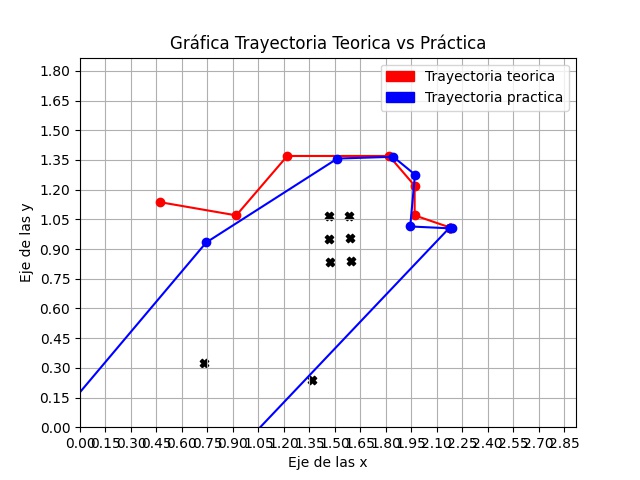 Gráfica Trayectoria Teorica vs Práctica
Trayectoria teorica
Trayectoria practica
1.80
1.65
1.50
1.35
1.20
1.05
0.90
0.75
0.60
0.45
0.30
0.15
0.00
Eje de las y
0.00 0.15 0.30 0.45 0.60 0.75 0.90 1.05 1.20 1.35 1.50 1.65 1.80 1.95 2.10 2.25 2.40 2.55 2.70 2.85
Eje de las x